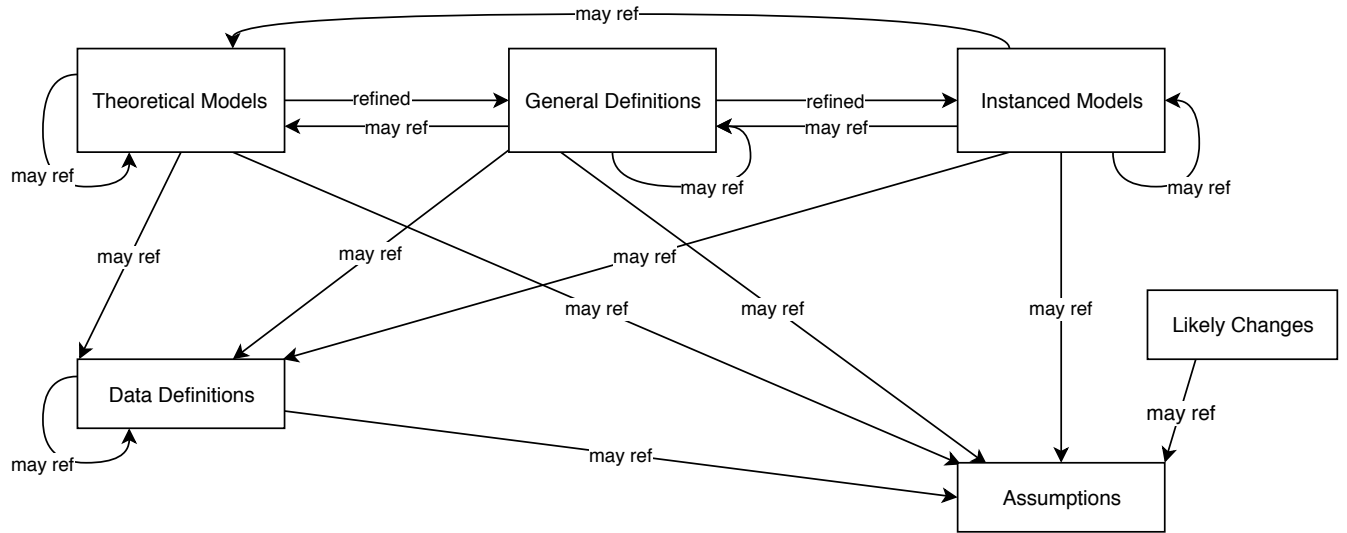 may ref
Theoretical Models
refined
General Definitions
refined
Instanced Models
may ref
may ref
may ref
may ref
may ref
may ref
may ref
may ref
may ref
may ref
may ref
may ref
Likely Changes
Data Definitions
may ref
may ref
may ref
Assumptions